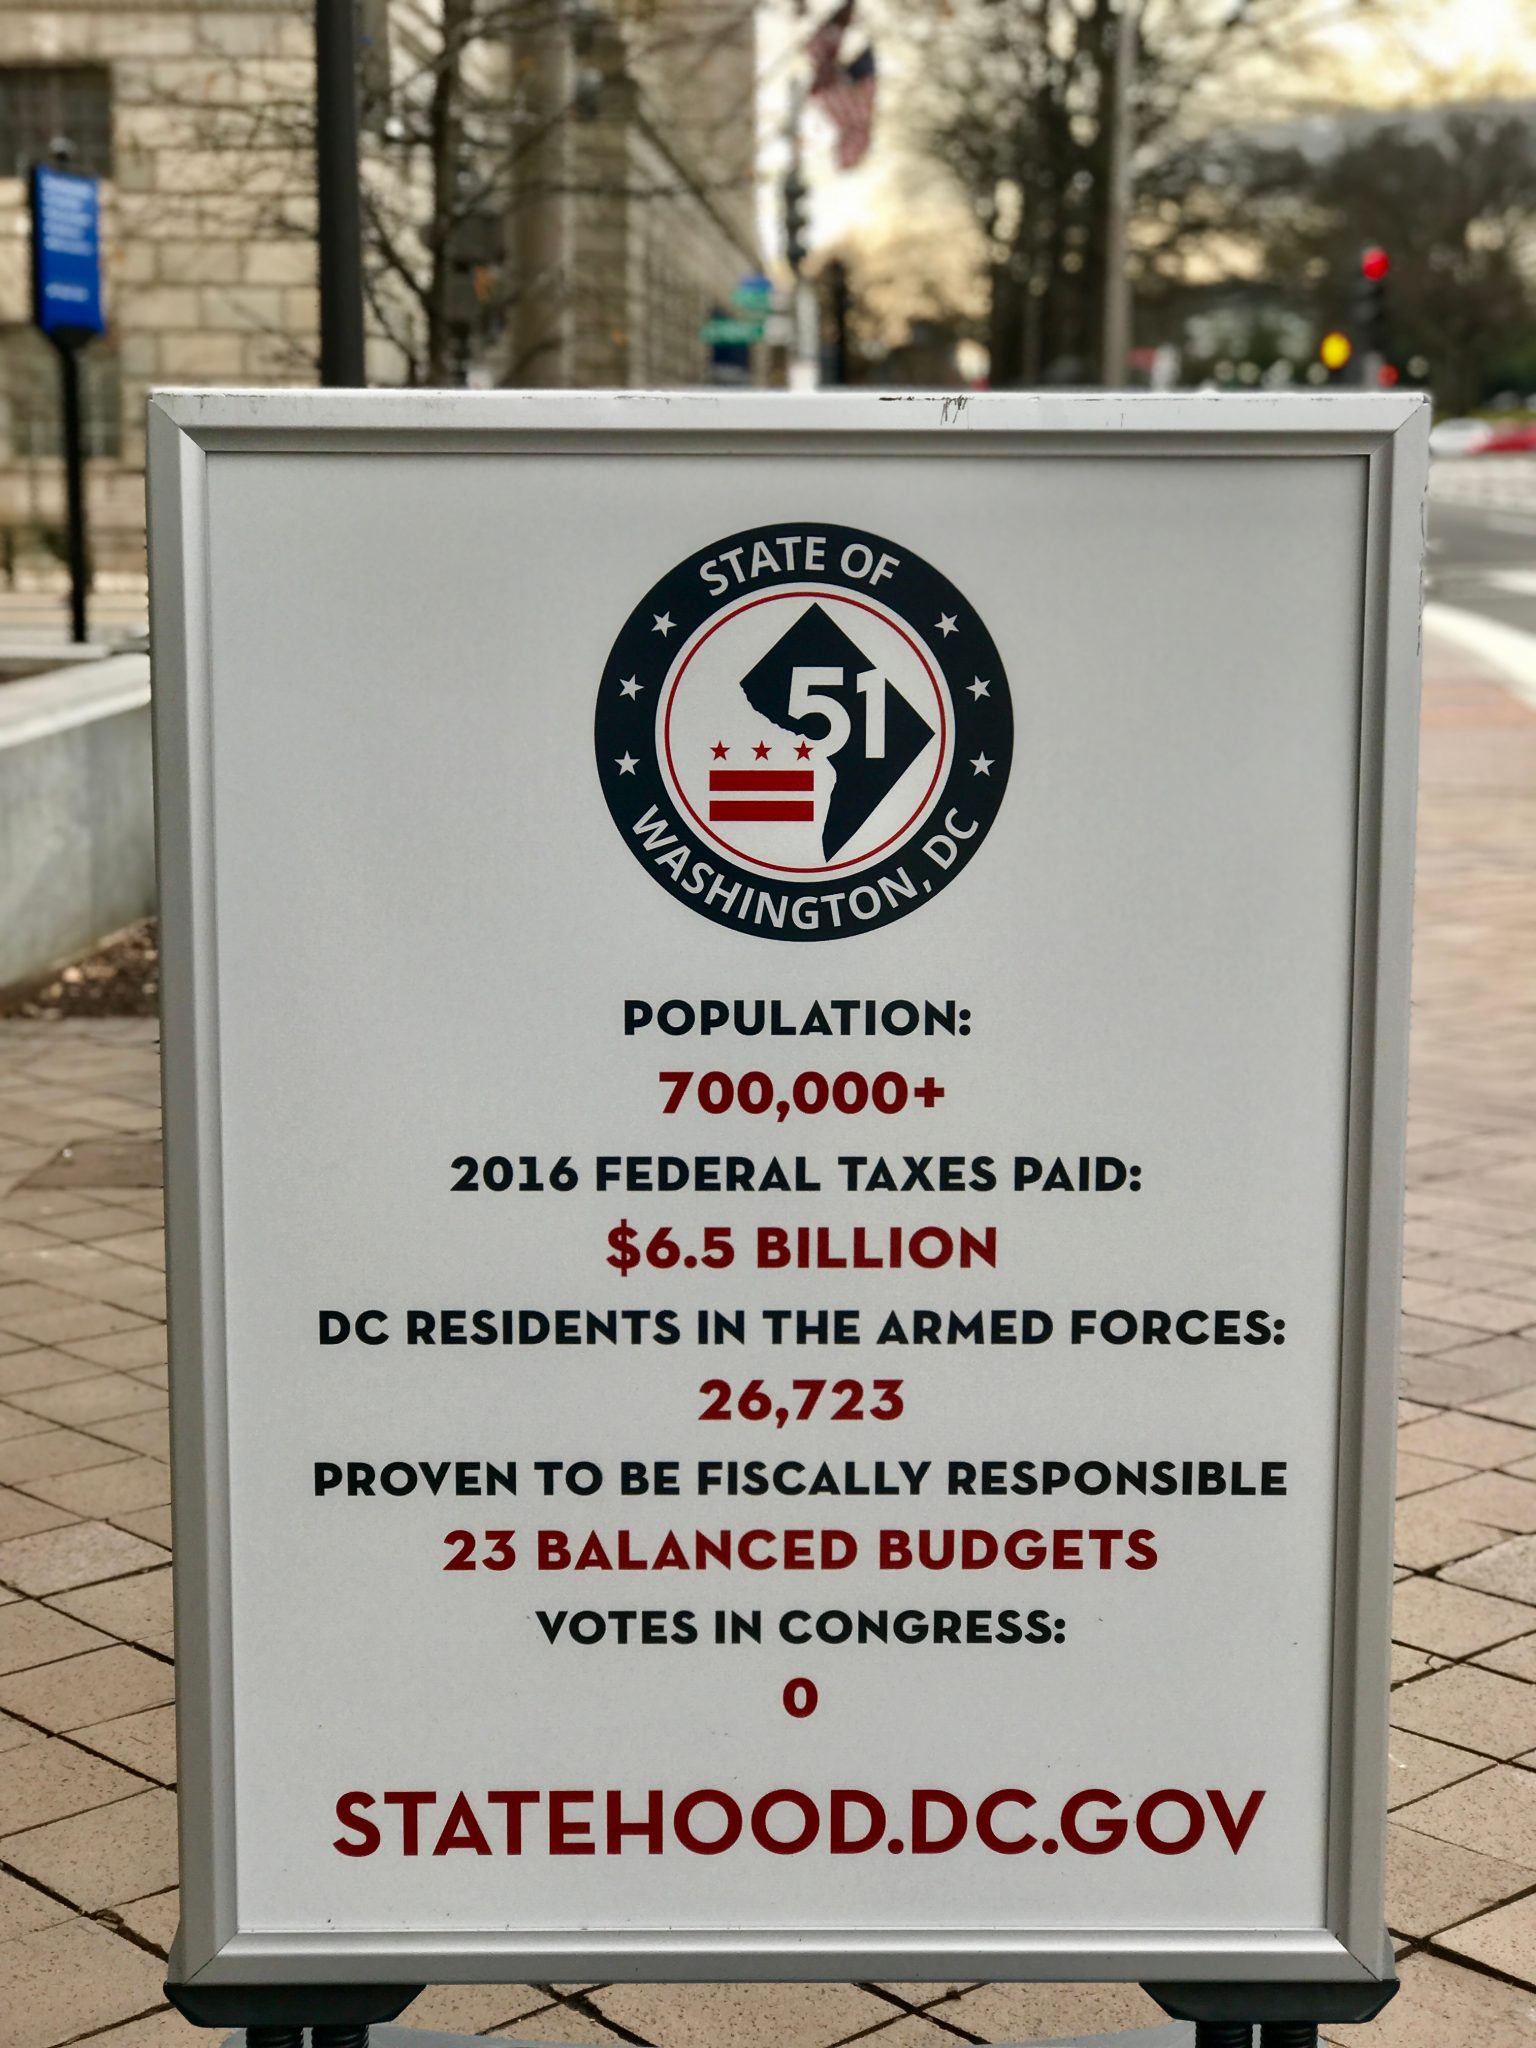 STATE OF
51
WASHINGTON, DC
POPULATION:
700,000+
2016 FEDERAL TAXES PAID:
$6.5 BILLION
DC RESIDENTS IN THE ARMED FORCES:
26,723
PROVEN TO BE FISCALLY RESPONSIBLE
23 BALANCED BUDGETS
VOTES IN CONGRESS:
0
STATEHOOD.DC.GOV